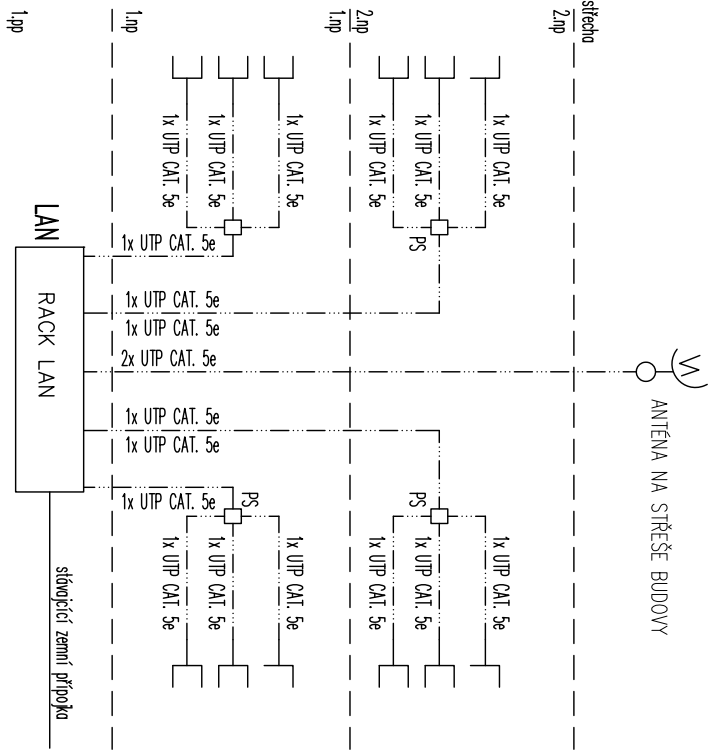 střecha
2.np
2.np
1.np
1.np
1.pp
1x UTP CAT. 5e
1x UTP CAT. 5e
1x UTP CAT. 5e
1x UTP CAT. 5e
1x UTP CAT. 5e
1x UTP CAT. 5e
PS
LAN
RACK LAN
1x UTP CAT. 5e
1x UTP CAT. 5e
1x UTP CAT. 5e
2x UTP CAT. 5e
1x UTP CAT. 5e
1x UTP CAT. 5e
1x UTP CAT. 5e
ANTÉNA NA STŘEŠE BUDOVY
PS
PS
1x UTP CAT. 5e
1x UTP CAT. 5e
1x UTP CAT. 5e
1x UTP CAT. 5e
1x UTP CAT. 5e
1x UTP CAT. 5e
stávající zemní přípojka